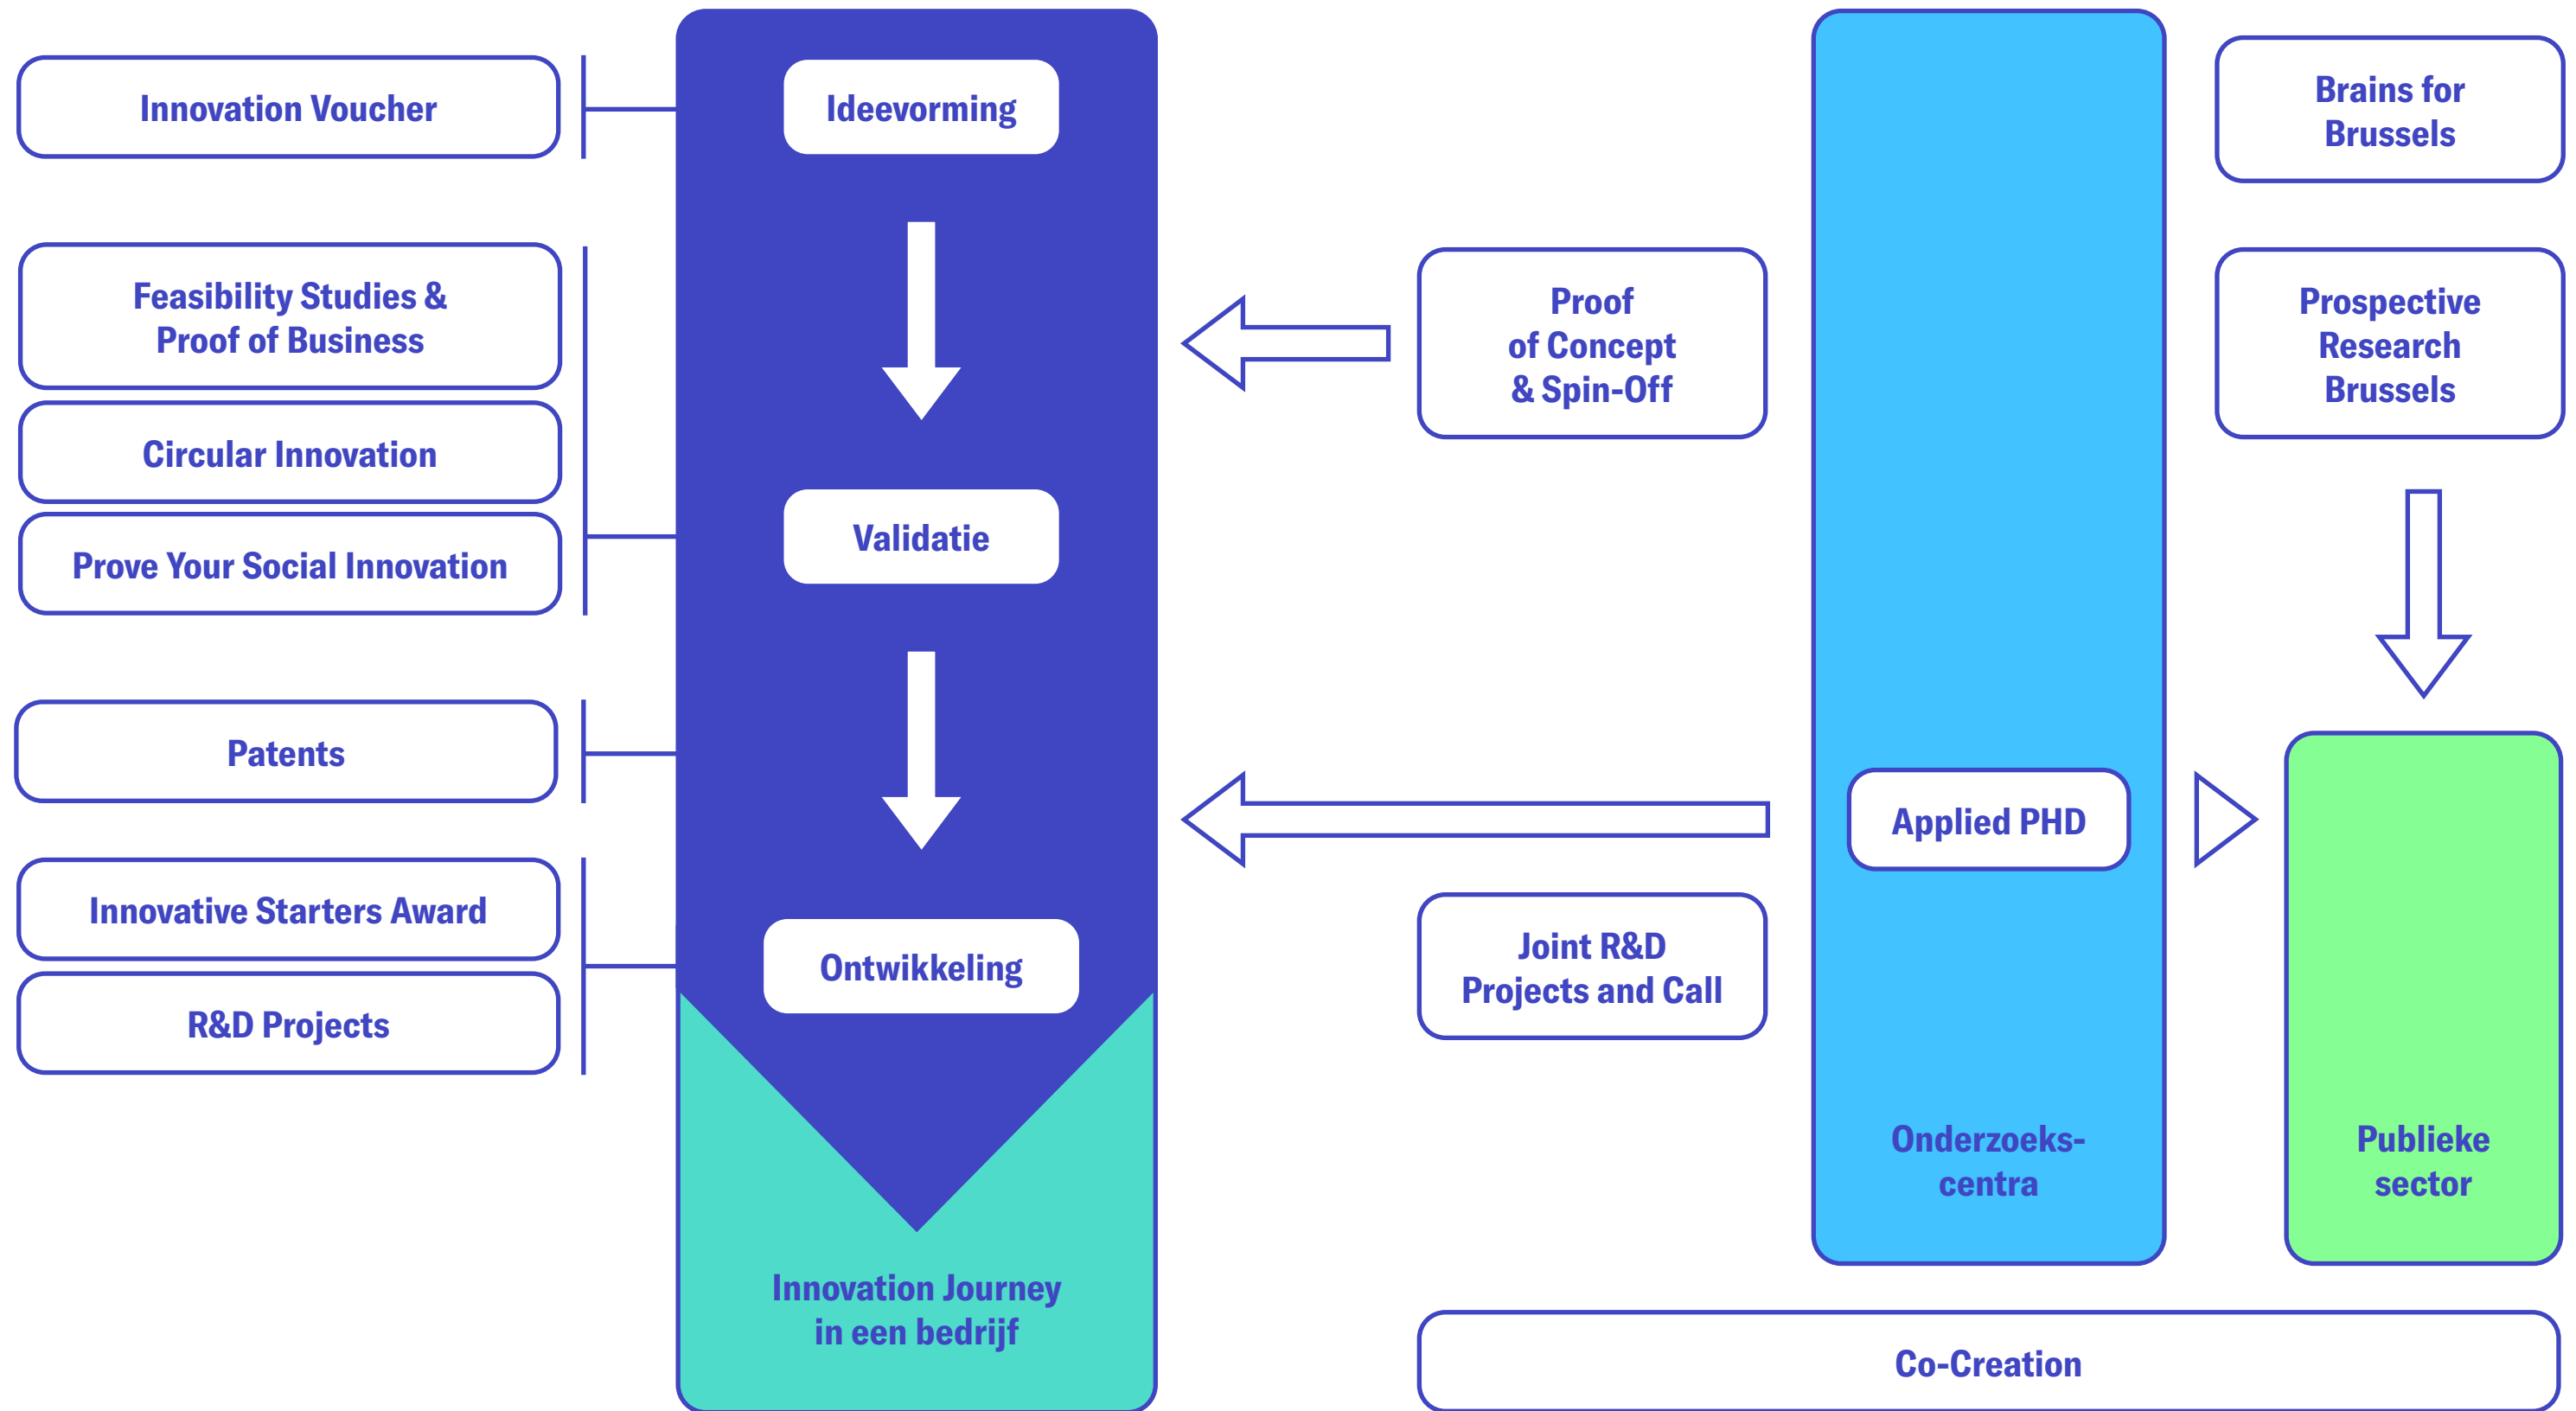 Innovation Voucher
Feasibility Studies &
Proof of Business
Circular Innovation
Prove Your Social Innovation
Patents
Innovative Starters Award
R&D Projects
Ideevorming
Validatie
Ontwikkeling
Innovation Journey
in een bedrijf
Proof
of Concept
& Spin-Off
Joint R&D
Projects and Call
Applied PHD
Onderzoeks-
centra
Brains for
Brussels
Prospective
Research
Brussels
Publieke
sector
Co-Creation